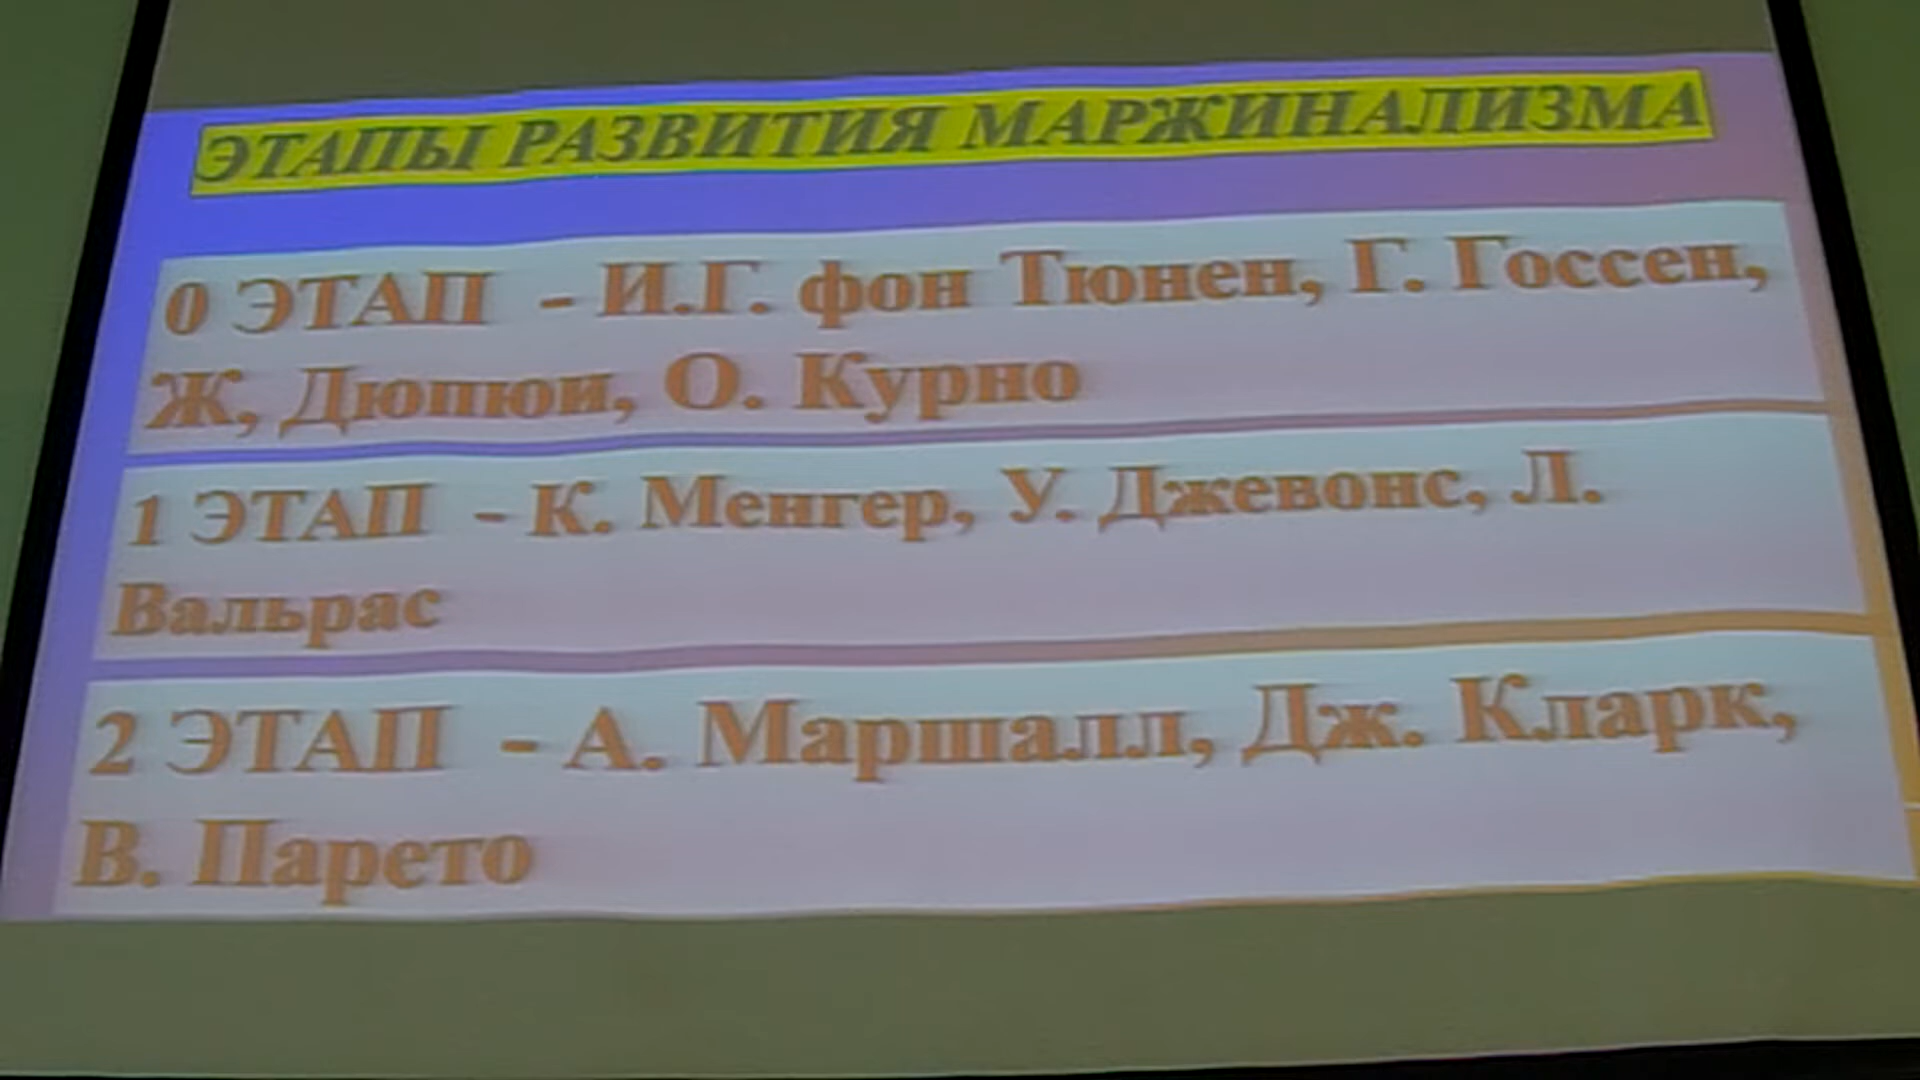 ЭТАПЫ РАЗВИТИЯ МАРЖИНАЛИЗМА
0 ЭТАП - И.Г. фон Тюнен, Г. Госсен,
Ж, Дюпюи, О. Курно
1 ЭТАП - К. Менгер, У. Джевонс, Л.
Вальрас
2 ЭТАП - А. Маршалл, Дж. Кларк,
В. Парето